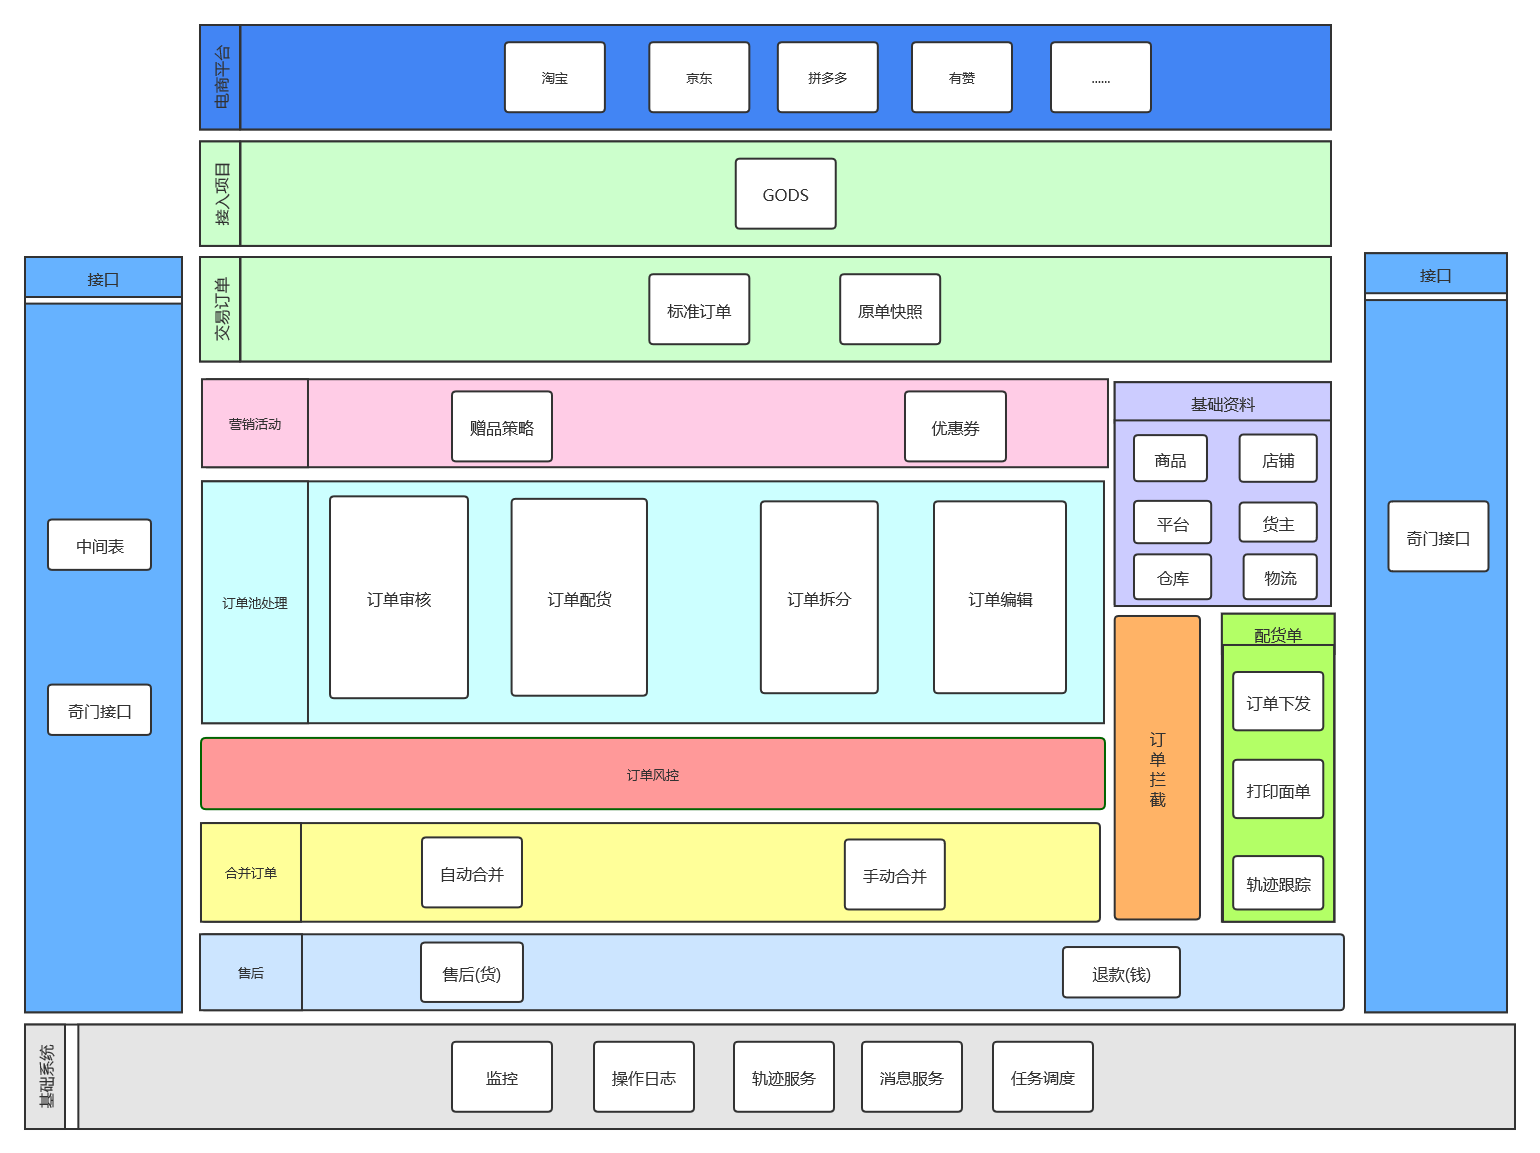 电商平台
淘宝
京东
拼多多
有赞
......
接入项目
GODS
接口
中间表
奇门接口
交易订单
标准订单
原单快照
营销活动
赠品策略
优惠券
订单池处理
订单审核
订单配货
订单拆分
订单编辑
订单风控
合并订单
自动合并
手动合并
基础资料
商品
店铺
平台
货主
仓库
物流
订
单
拦
截
配货单
订单下发
打印面单
轨迹跟踪
售后
售后(货)
退款(钱)
接口
奇门接口
基础系统
监控
操作日志
轨迹服务
消息服务
任务调度